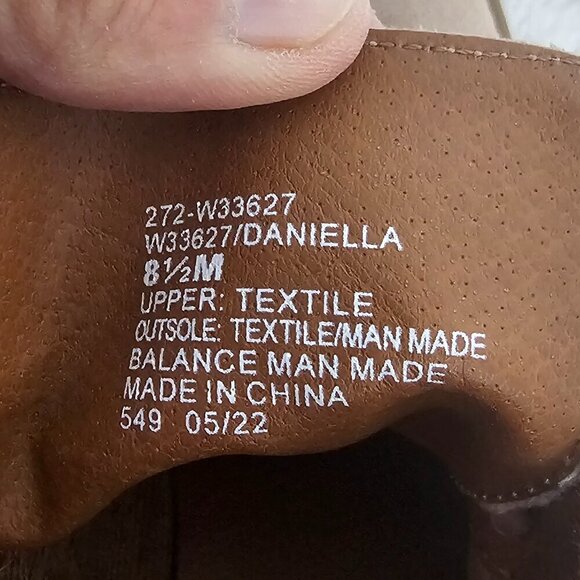 272-W33627
W33627/DANIELLA
8½M
UPPER: TEXTILE
OUTSOLE: TEXTILE/MAN MADE
BALANCE MAN MADE
MADE IN CHINA
549 05/22